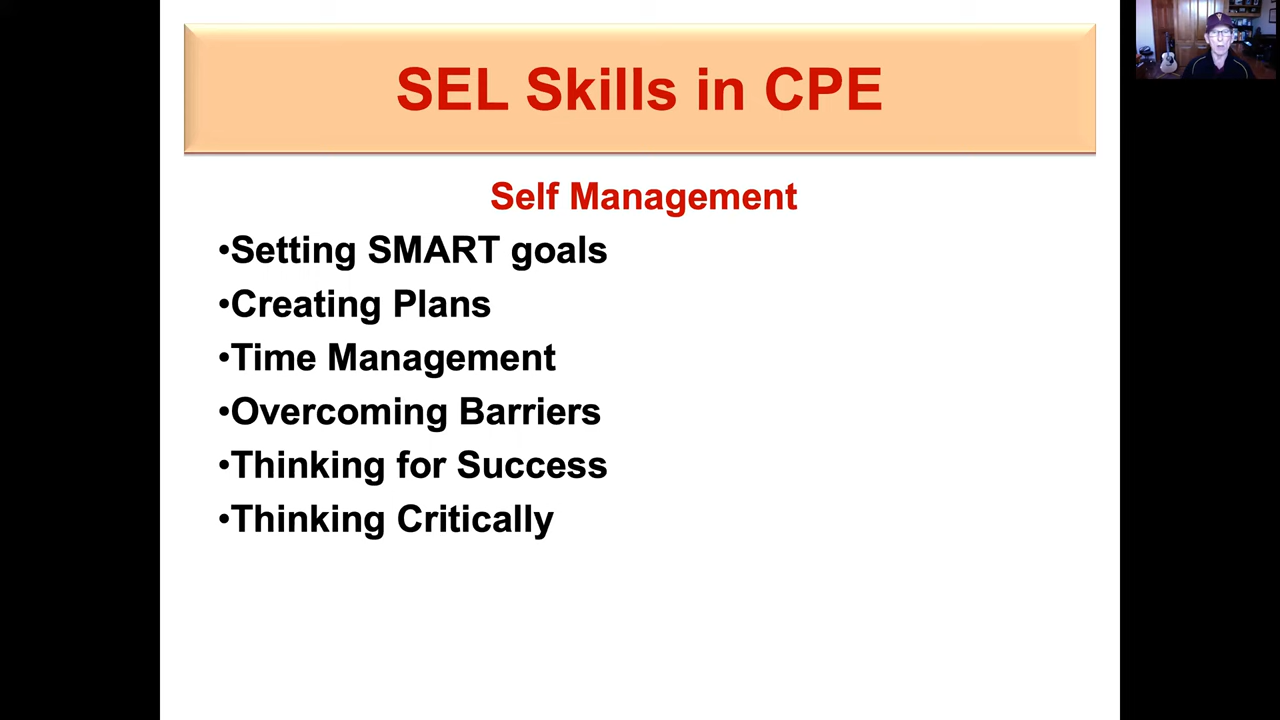 SEL Skills in CPE
Self Management
•Setting SMART goals
•Creating Plans
•Time Management
•Overcoming Barriers
•Thinking for Success
•Thinking Critically